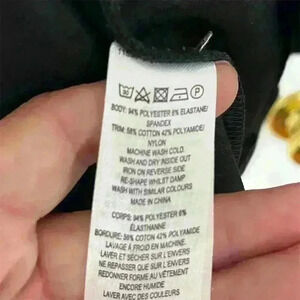 BODY: 94% POLYESTER 6% ELASTANE/
SPANDEX
TRIM: 58% COTTON 42% POLYAMIDE/
NYLON
MACHINE WASH COLD.
WASH AND DRY INSIDE OUT
IRON ON REVERSE SIDE
RE-SHAPE WHILST DAMP
WASH WITH SIMILAR COLOURS
MADE IN CHINA
CORPS: 94% POLYESTER 6%
ÉLASTHANNE
BORDURE: 58% COTON 42% POLYAMIDE
LAVAGE À FROID EN MACHINE.
LAVER ET SÉCHER SUR L'ENVERS
NE REPASSER QUE SUR L'ENVERS
REDONNER FORME AU VÊTEMENT
ENCORE HUMIDE
LAVER AVEC DES COULEURS